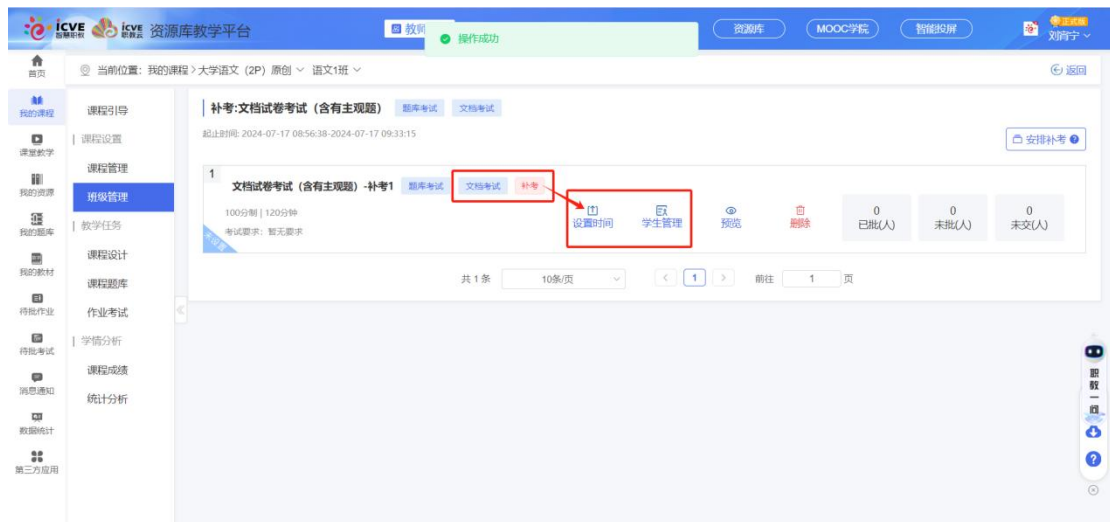 icve 智慧职教 icve 职教云 资源库教学平台
操作成功
资源库
MOOC学院
智能投屏
正式版
首页
当前位置：我的课程 > 大学语文（2P）原创 语文1班
返回
我的课程
课堂教学
我的资源
我的题库
我的教材
待批作业
待批考试
消息通知
数据统计
第三方应用
课程引导
课程设置
课程管理
班级管理
教学任务
课程设计
课程题库
作业考试
学情分析
课程成绩
统计分析
补考:文档试卷考试（含有主观题） 题库考试 文档考试
起止时间: 2024-07-17 08:56:38-2024-07-17 09:33:15
安排补考
1
文档试卷考试（含有主观题）-补考1 题库考试 文档考试 补考
100分制 | 120分钟
考试要求：暂无要求
未设置
设置时间 学生管理 预览 删除
0 0 0
已批(人) 未批(人) 未交(人)
共 1 条 10条/页 < 1 > 前往 1 页
职教一问